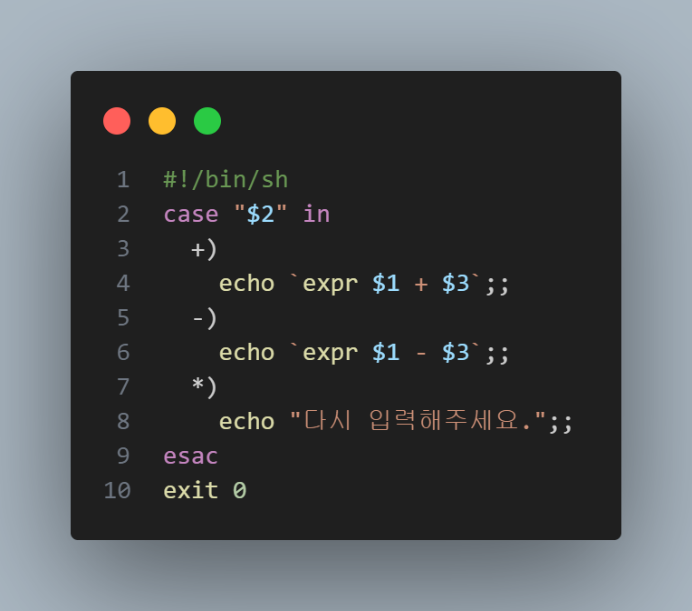 1 #!/bin/sh
2 case "$2" in
3 +)
4 echo `expr $1 + $3`;;
5 -)
6 echo `expr $1 - $3`;;
7 *)
8 echo "다시 입력해주세요.";;
9 esac
10 exit 0